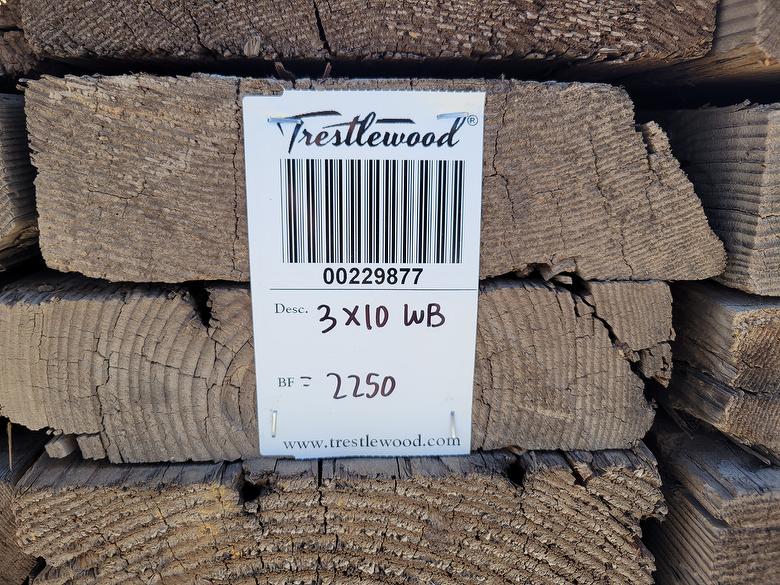 Trestlewood®
00229877
Desc. 3x10 WB
BF = 2250
www.trestlewood.com